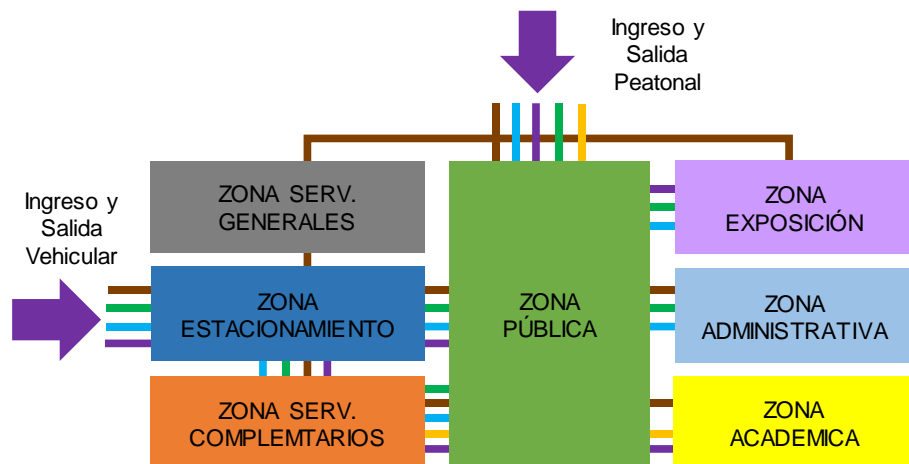 Ingreso y
Salida
Peatonal
ZONA SERV.
GENERALES
ZONA
EXPOSICIÓN
Ingreso y
Salida
Vehicular
ZONA
ESTACIONAMIENTO
ZONA
PÚBLICA
ZONA
ADMINISTRATIVA
ZONA SERV.
COMPLEMTARIOS
ZONA
ACADEMICA